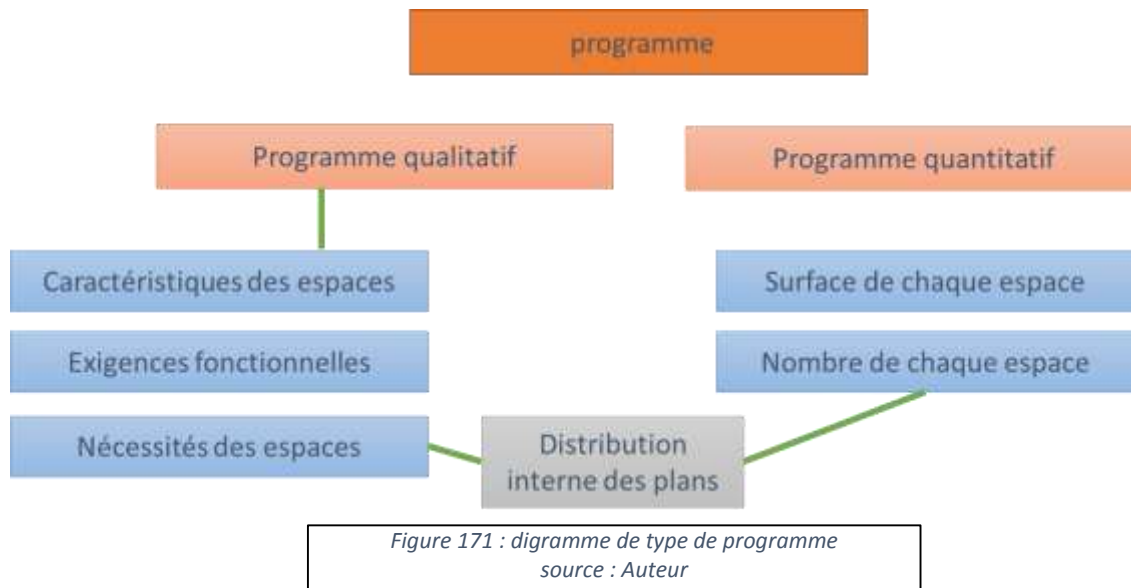 programme
Programme qualitatif
Programme quantitatif
Caractéristiques des espaces
Surface de chaque espace
Exigences fonctionnelles
Nombre de chaque espace
Nécessités des espaces
Distribution
interne des plans
Figure 171 : digramme de type de programme
source : Auteur